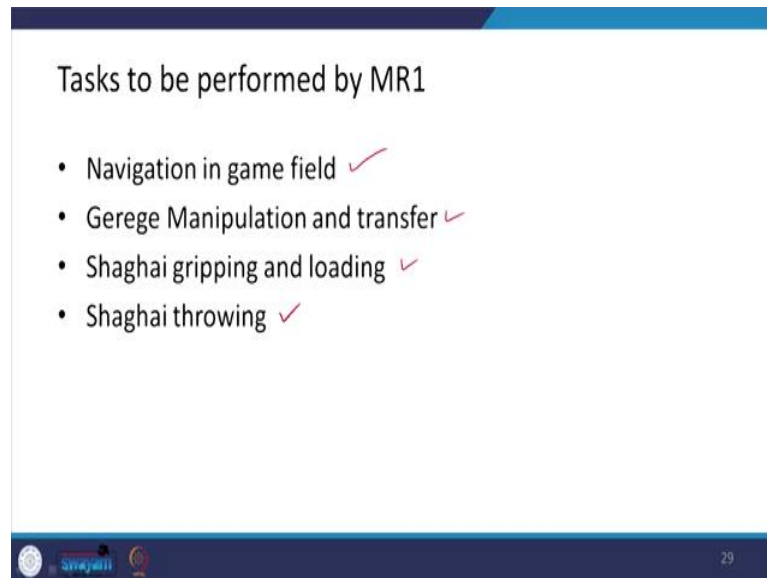 Tasks to be performed by MR1
• Navigation in game field
• Gerege Manipulation and transfer
• Shaghai gripping and loading
• Shaghai throwing
swayam
29